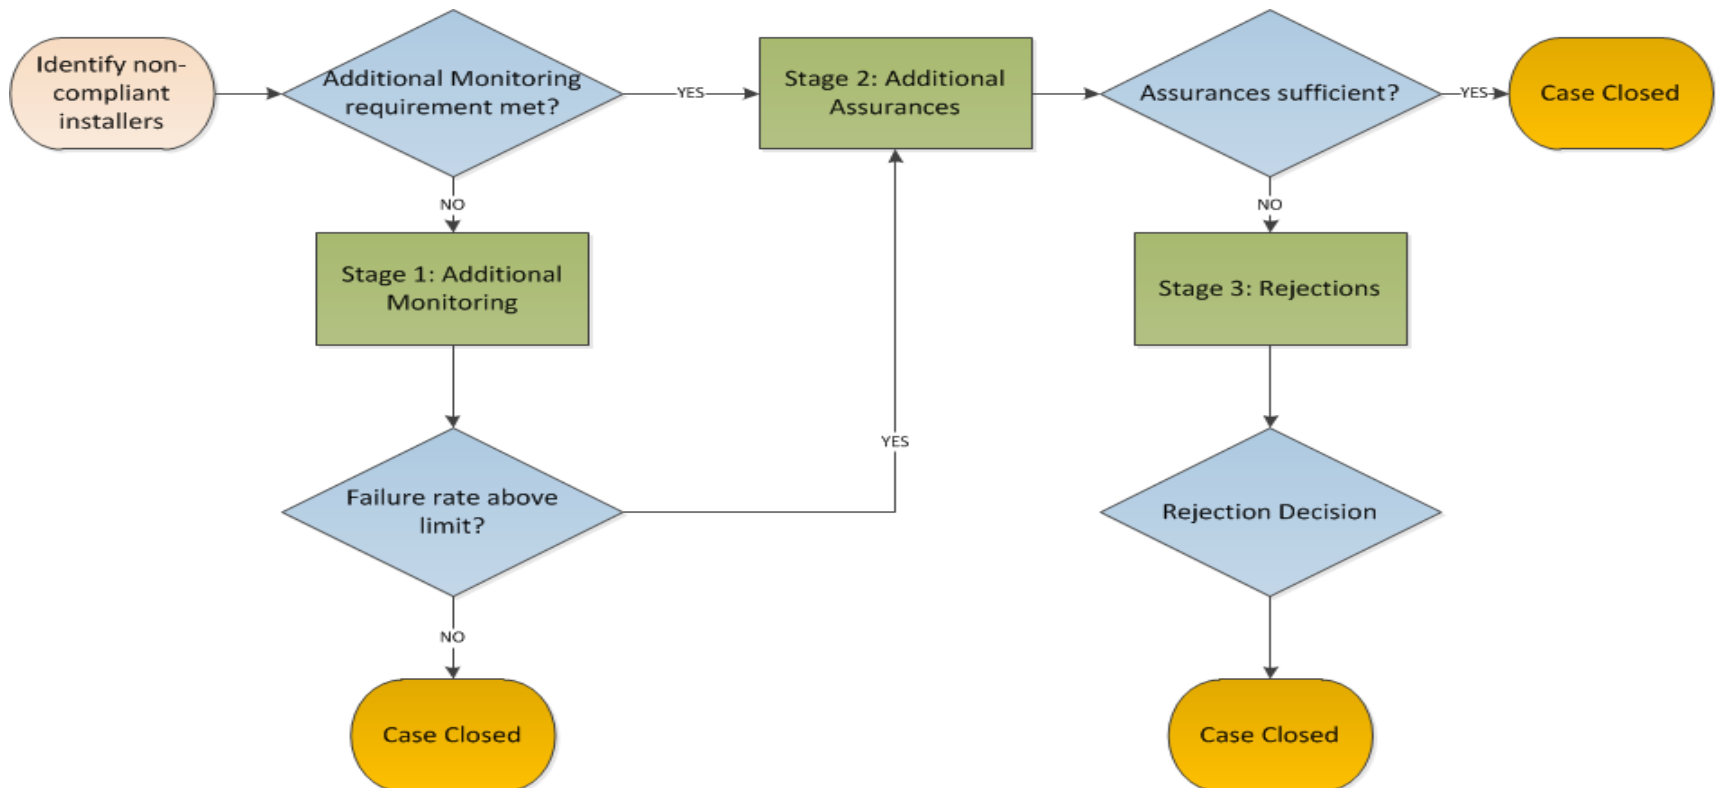 Identify non-
compliant
installers
Additional Monitoring
requirement met?
YES
Stage 2: Additional
Assurances
Assurances sufficient?
YES
Case Closed
NO
NO
Stage 1: Additional
Monitoring
Stage 3: Rejections
YES
Failure rate above
limit?
Rejection Decision
NO
Case Closed
Case Closed